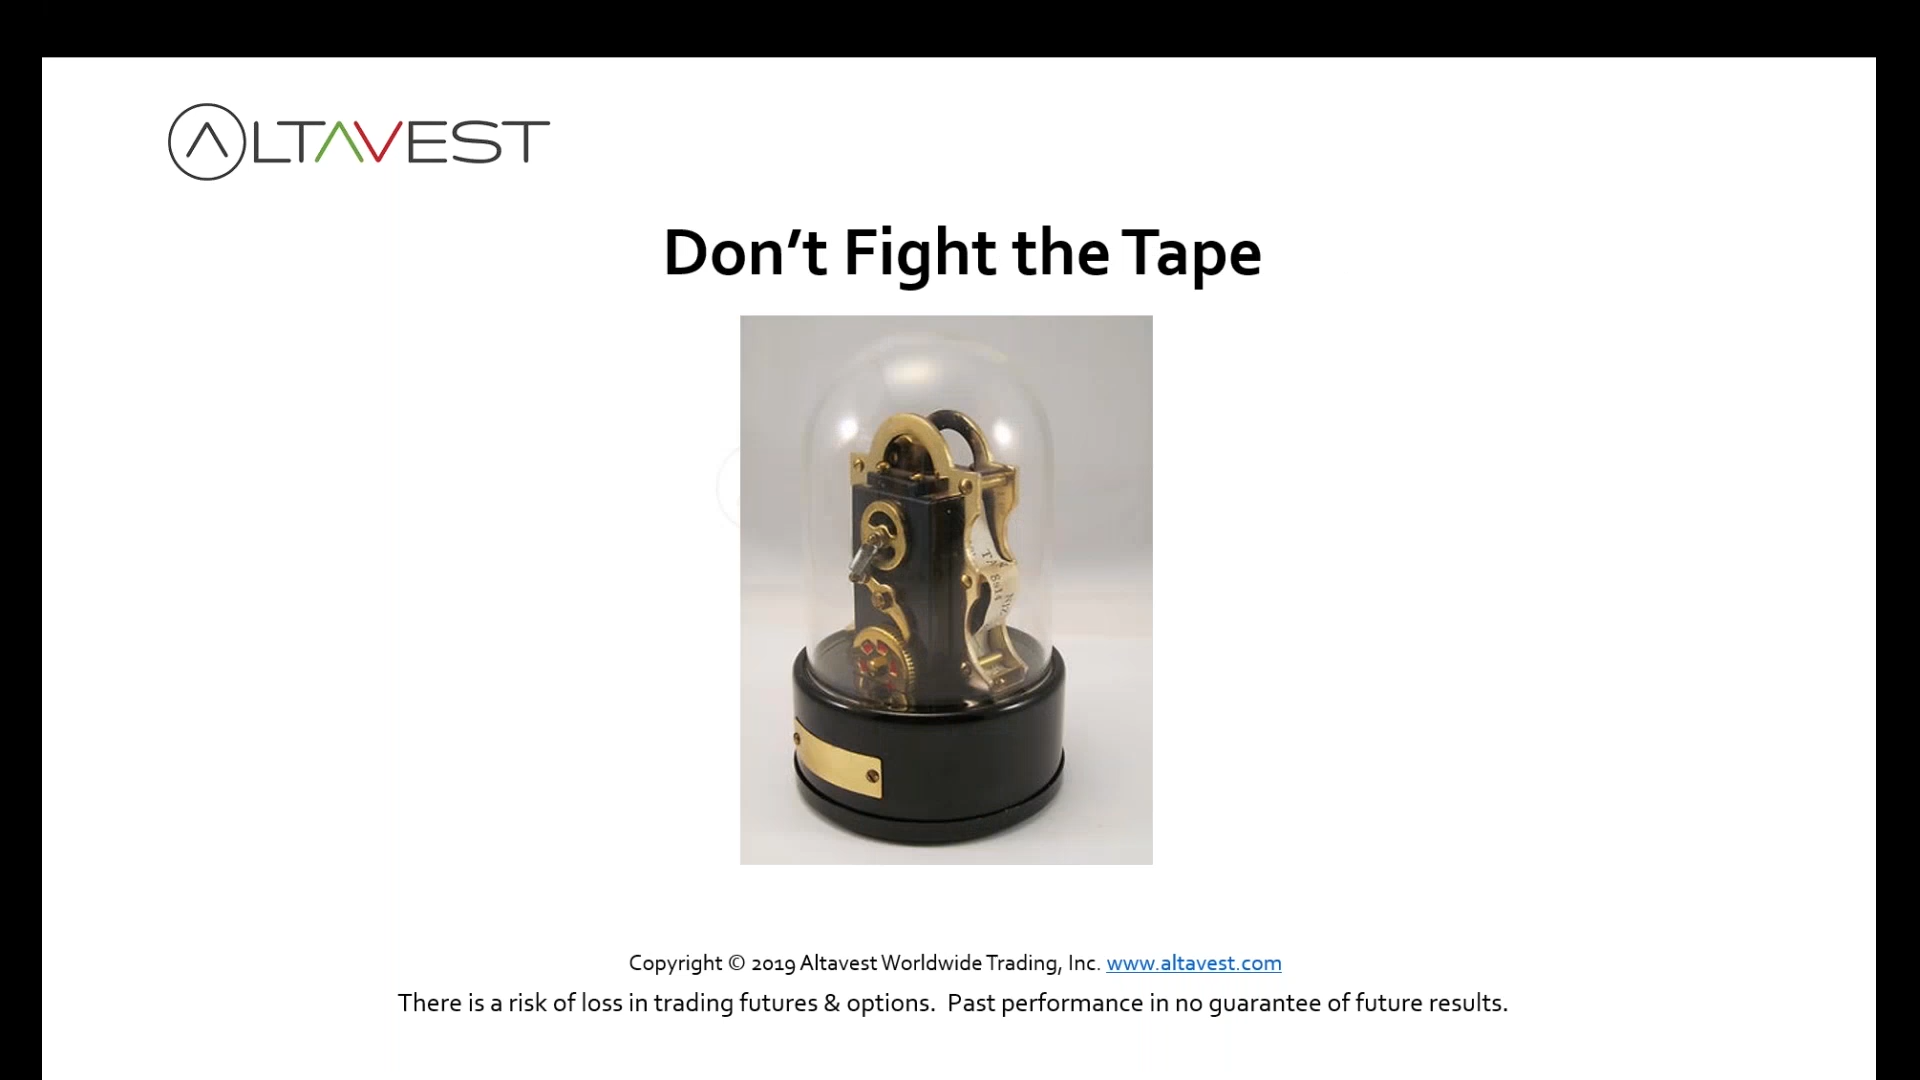 ALTAVEST
Don’t Fight the Tape
Copyright © 2019 Altavest Worldwide Trading, Inc. www.altavest.com
There is a risk of loss in trading futures & options.  Past performance in no guarantee of future results.